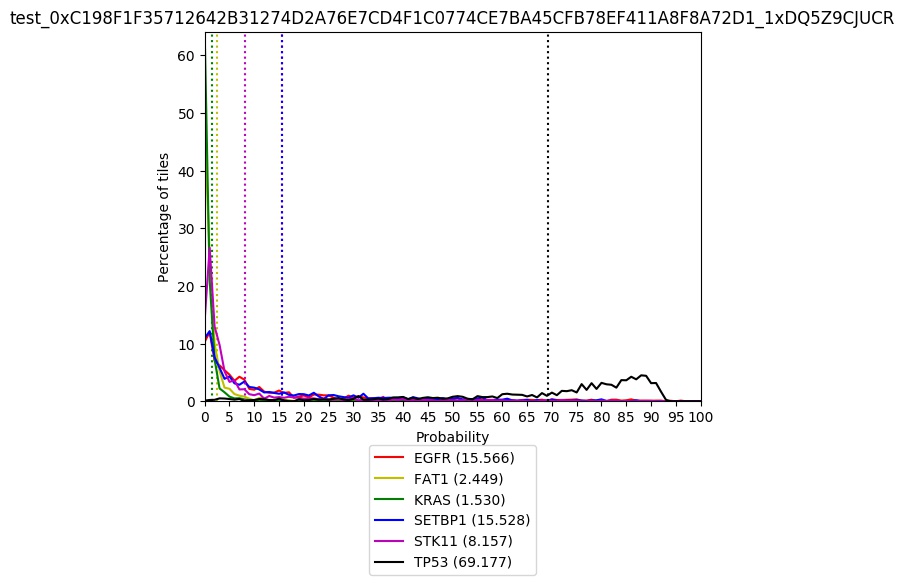 test_0xC198F1F35712642B31274D2A76E7CD4F1C0774CE7BA45CFB78EF411A8F8A72D1_1xDQ5Z9CJUCR
60
50
40
30
20
10
0
Percentage of tiles
0 5 10 15 20 25 30 35 40 45 50 55 60 65 70 75 80 85 90 95 100
Probability
EGFR (15.566)
FAT1 (2.449)
KRAS (1.530)
SETBP1 (15.528)
STK11 (8.157)
TP53 (69.177)